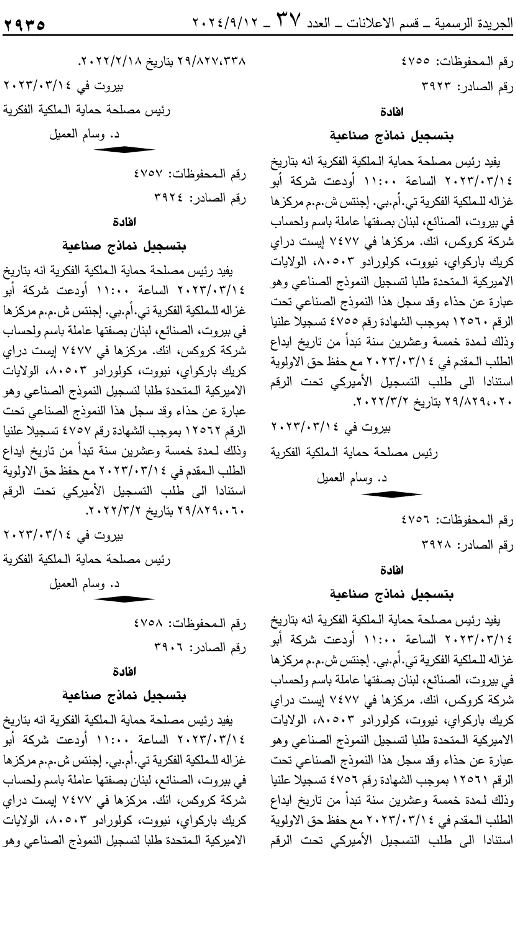 الجريدة الرسمية ــ قسم الاعلانات ــ العدد ٣٧ ــ ٢٠٢٤/٩/١٢
٢٩٣٥
رقم المحفوظات: ٤٧٥٥
رقم الصادر: ٣٩٢٣
افادة
بتسجيل نماذج صناعية
يفيد رئيس مصلحة حماية الملكية الفكرية انه بتاريخ
٢٠٢٣/٠٣/١٤ الساعة ١١:٠٠ أودعت شركة أبو
غزاله للملكية الفكرية تي.أم.بي. إجنتس ش.م.م مركزها
في بيروت، الصنائع، لبنان بصفتها عاملة باسم ولحساب
شركة كروكس، انك. مركزها في ٧٤٧٧ إيست دراي
كريك باركواي، نيووت، كولورادو ٨٠٥٠٣، الولايات
الاميركية المتحدة طلبا لتسجيل النموذج الصناعي وهو
عبارة عن حذاء وقد سجل هذا النموذج الصناعي تحت
الرقم ١٢٥٦٠ بموجب الشهادة رقم ٤٧٥٥ تسجيلا علنيا
وذلك لمدة خمسة وعشرين سنة تبدأ من تاريخ ايداع
الطلب المقدم في ٢٠٢٣/٠٣/١٤ مع حفظ حق الاولوية
استنادا الى طلب التسجيل الأميركي تحت الرقم
٢٩/٨٢٩،٠٢٠ بتاريخ ٢٠٢٢/٣/٢.
بيروت في ٢٠٢٣/٠٣/١٤
رئيس مصلحة حماية الملكية الفكرية
د. وسام العميل
رقم المحفوظات: ٤٧٥٦
رقم الصادر: ٣٩٢٨
افادة
بتسجيل نماذج صناعية
يفيد رئيس مصلحة حماية الملكية الفكرية انه بتاريخ
٢٠٢٣/٠٣/١٤ الساعة ١١:٠٠ أودعت شركة أبو
غزاله للملكية الفكرية تي.أم.بي. إجنتس ش.م.م مركزها
في بيروت، الصنائع، لبنان بصفتها عاملة باسم ولحساب
شركة كروكس، انك. مركزها في ٧٤٧٧ إيست دراي
كريك باركواي، نيووت، كولورادو ٨٠٥٠٣، الولايات
الاميركية المتحدة طلبا لتسجيل النموذج الصناعي وهو
عبارة عن حذاء وقد سجل هذا النموذج الصناعي تحت
الرقم ١٢٥٦١ بموجب الشهادة رقم ٤٧٥٦ تسجيلا علنيا
وذلك لمدة خمسة وعشرين سنة تبدأ من تاريخ ايداع
الطلب المقدم في ٢٠٢٣/٠٣/١٤ مع حفظ حق الاولوية
استنادا الى طلب التسجيل الأميركي تحت الرقم
٢٩/٨٢٧،٣٣٨ بتاريخ ٢٠٢٢/٢/١٨.
بيروت في ٢٠٢٣/٠٣/١٤
رئيس مصلحة حماية الملكية الفكرية
د. وسام العميل
رقم المحفوظات: ٤٧٥٧
رقم الصادر: ٣٩٢٤
افادة
بتسجيل نماذج صناعية
يفيد رئيس مصلحة حماية الملكية الفكرية انه بتاريخ
٢٠٢٣/٠٣/١٤ الساعة ١١:٠٠ أودعت شركة أبو
غزاله للملكية الفكرية تي.أم.بي. إجنتس ش.م.م مركزها
في بيروت، الصنائع، لبنان بصفتها عاملة باسم ولحساب
شركة كروكس، انك. مركزها في ٧٤٧٧ إيست دراي
كريك باركواي، نيووت، كولورادو ٨٠٥٠٣، الولايات
الاميركية المتحدة طلبا لتسجيل النموذج الصناعي وهو
عبارة عن حذاء وقد سجل هذا النموذج الصناعي تحت
الرقم ١٢٥٦٢ بموجب الشهادة رقم ٤٧٥٧ تسجيلا علنيا
وذلك لمدة خمسة وعشرين سنة تبدأ من تاريخ ايداع
الطلب المقدم في ٢٠٢٣/٠٣/١٤ مع حفظ حق الاولوية
استنادا الى طلب التسجيل الأميركي تحت الرقم
٢٩/٨٢٩،٠٦٠ بتاريخ ٢٠٢٢/٣/٢.
بيروت في ٢٠٢٣/٠٣/١٤
رئيس مصلحة حماية الملكية الفكرية
د. وسام العميل
رقم المحفوظات: ٤٧٥٨
رقم الصادر: ٣٩٠٦
افادة
بتسجيل نماذج صناعية
يفيد رئيس مصلحة حماية الملكية الفكرية انه بتاريخ
٢٠٢٣/٠٣/١٤ الساعة ١١:٠٠ أودعت شركة أبو
غزاله للملكية الفكرية تي.أم.بي. إجنتس ش.م.م مركزها
في بيروت، الصنائع، لبنان بصفتها عاملة باسم ولحساب
شركة كروكس، انك. مركزها في ٧٤٧٧ إيست دراي
كريك باركواي، نيووت، كولورادو ٨٠٥٠٣، الولايات
الاميركية المتحدة طلبا لتسجيل النموذج الصناعي وهو